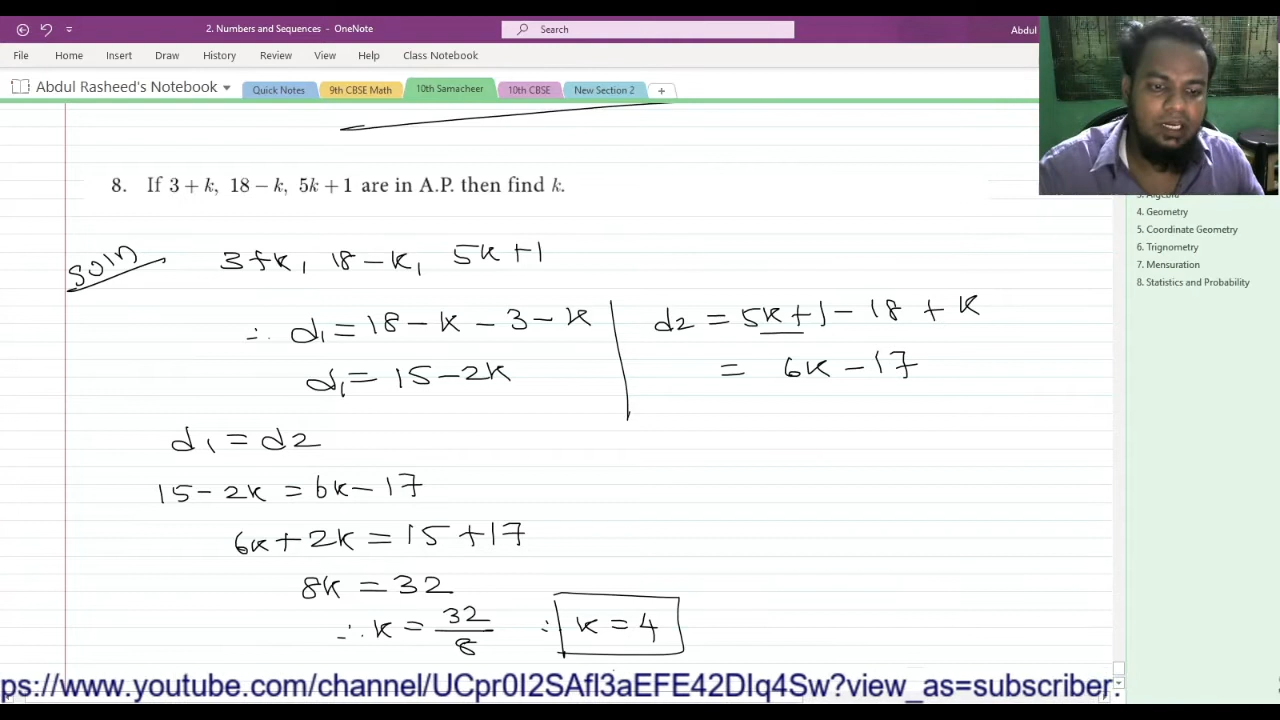 2. Numbers and Sequences - OneNote
Search
Abdul
File Home Insert Draw History Review View Help Class Notebook
Abdul Rasheed's Notebook
Quick Notes 9th CBSE Math 10th Samacheer 10th CBSE New Section 2 +
8. If 3 + k, 18 − k, 5k + 1 are in A.P. then find k.
4. Geometry
5. Coordinate Geometry
6. Trignometry
7. Mensuration
8. Statistics and Probability
Soln
3+k, 18-k, 5k+1
∴ d1 = 18-k-3-k
d1 = 15-2k
d2 = 5k+1-18+k
= 6k-17
d1 = d2
15-2k = 6k-17
6k+2k = 15+17
8k = 32
∴ k = 32/8 ∴ k = 4
ps://www.youtube.com/channel/UCpr0I2SAfl3aEFE42DIq4Sw?view_as=subscriber.